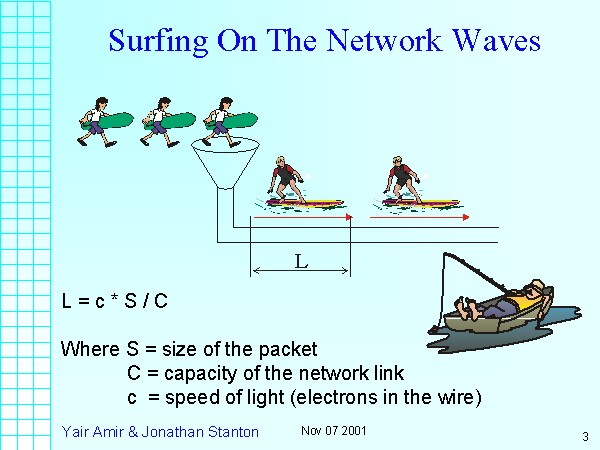 Surfing On The Network Waves
L
L = c * S / C
Where S = size of the packet
C = capacity of the network link
c = speed of light (electrons in the wire)
Yair Amir & Jonathan Stanton
Nov 07 2001
3